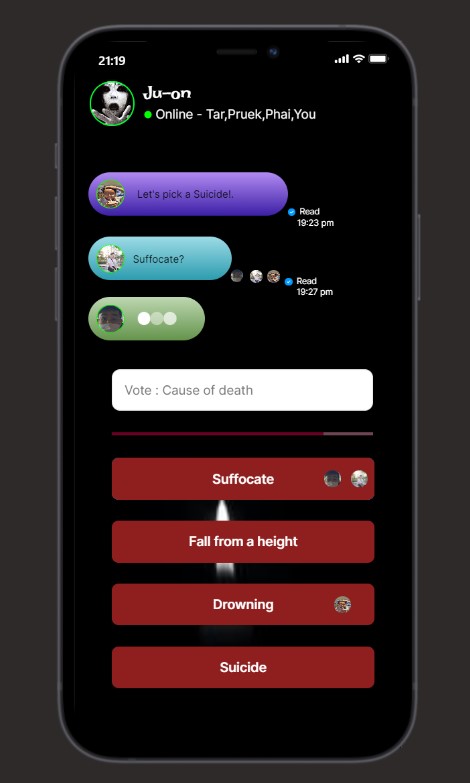 21:19
Ju-on
Online - Tar,Pruek,Phai,You
Let's pick a Suicidel.
Read
19:23 pm
Suffocate?
Read
19:27 pm
Vote : Cause of death
Suffocate
Fall from a height
Drowning
Suicide